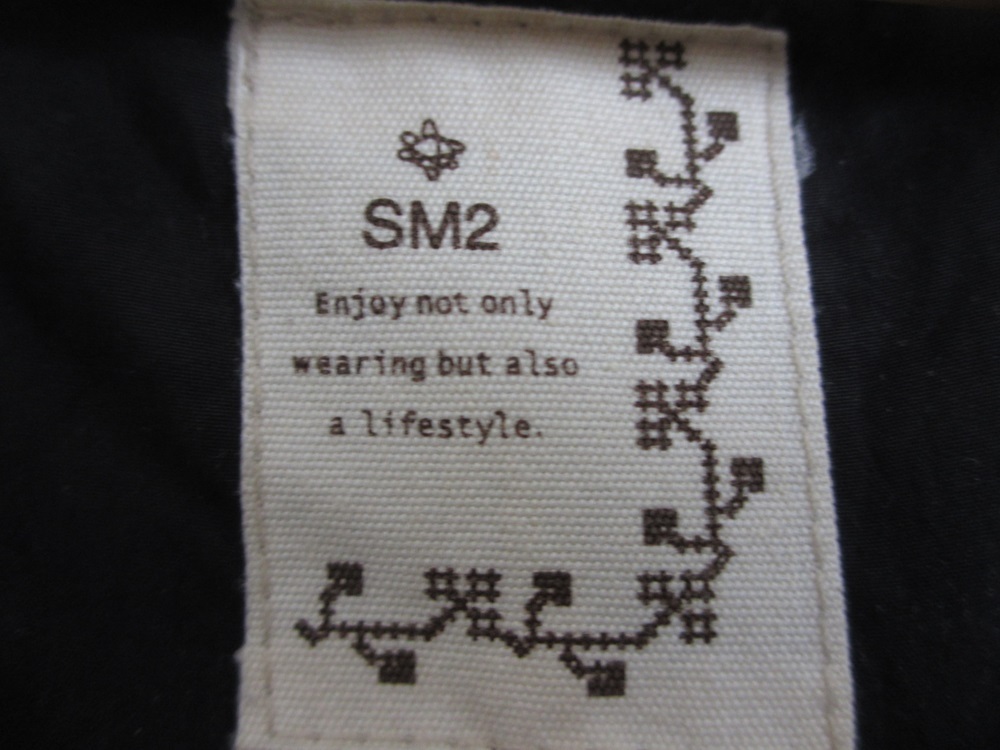 SM2
Enjoy not only
wearing but also
a lifestyle.